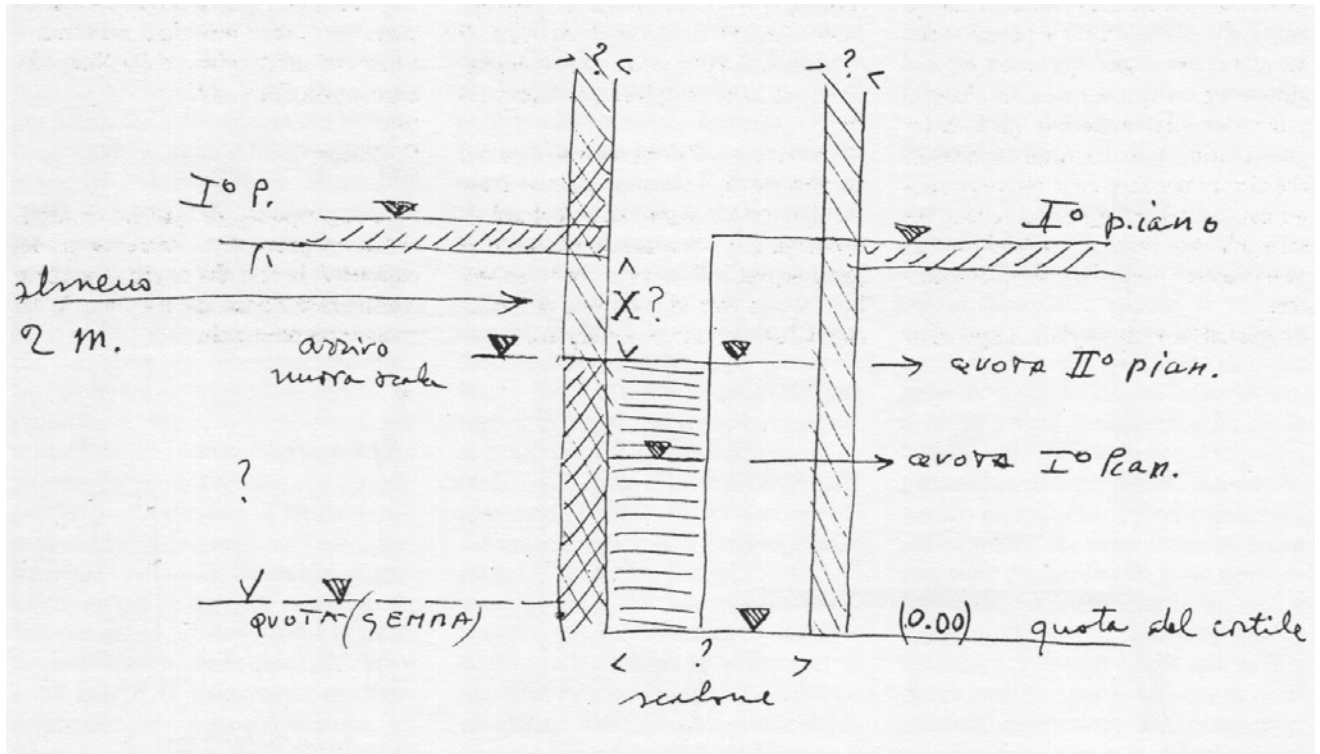 ? ?
I° p.
I° piano
almeno
2 m
X?
arrivo
nuova scala
quota II° pian.
quota I° pian.
?
QUOTA (GEMMA)
(0.00) quota del cortile
?
scalone